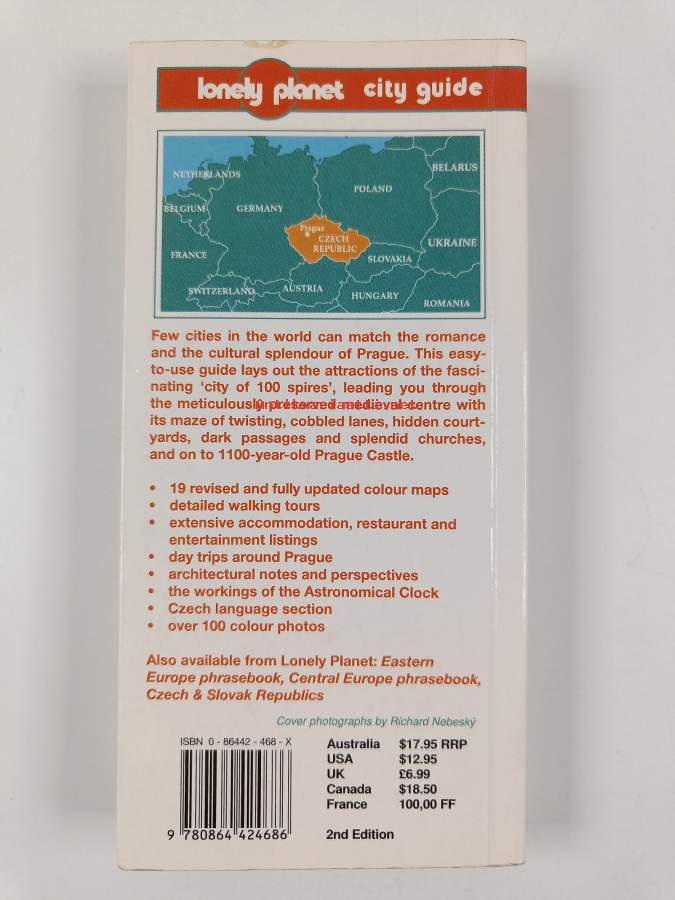 lonely planet city guide
NETHERLANDS
BELARUS
POLAND
BELGIUM
GERMANY
Prague
CZECH
REPUBLIC
UKRAINE
FRANCE
SLOVAKIA
SWITZERLAND
AUSTRIA
HUNGARY
ROMANIA
Few cities in the world can match the romance
and the cultural splendour of Prague. This easy-
to-use guide lays out the attractions of the fasci-
nating ‘city of 100 spires’, leading you through
the meticulously preserved medieval centre with
its maze of twisting, cobbled lanes, hidden court-
yards, dark passages and splendid churches,
and on to 1100-year-old Prague Castle.
• 19 revised and fully updated colour maps
• detailed walking tours
• extensive accommodation, restaurant and
entertainment listings
• day trips around Prague
• architectural notes and perspectives
• the workings of the Astronomical Clock
• Czech language section
• over 100 colour photos
Also available from Lonely Planet: Eastern
Europe phrasebook, Central Europe phrasebook,
Czech & Slovak Republics
Cover photographs by Richard Nebeský
ISBN 0 - 86442 - 468 - X
Australia $17.95 RRP
USA $12.95
UK £6.99
Canada $18.50
France 100,00 FF
9 780864 424686
2nd Edition